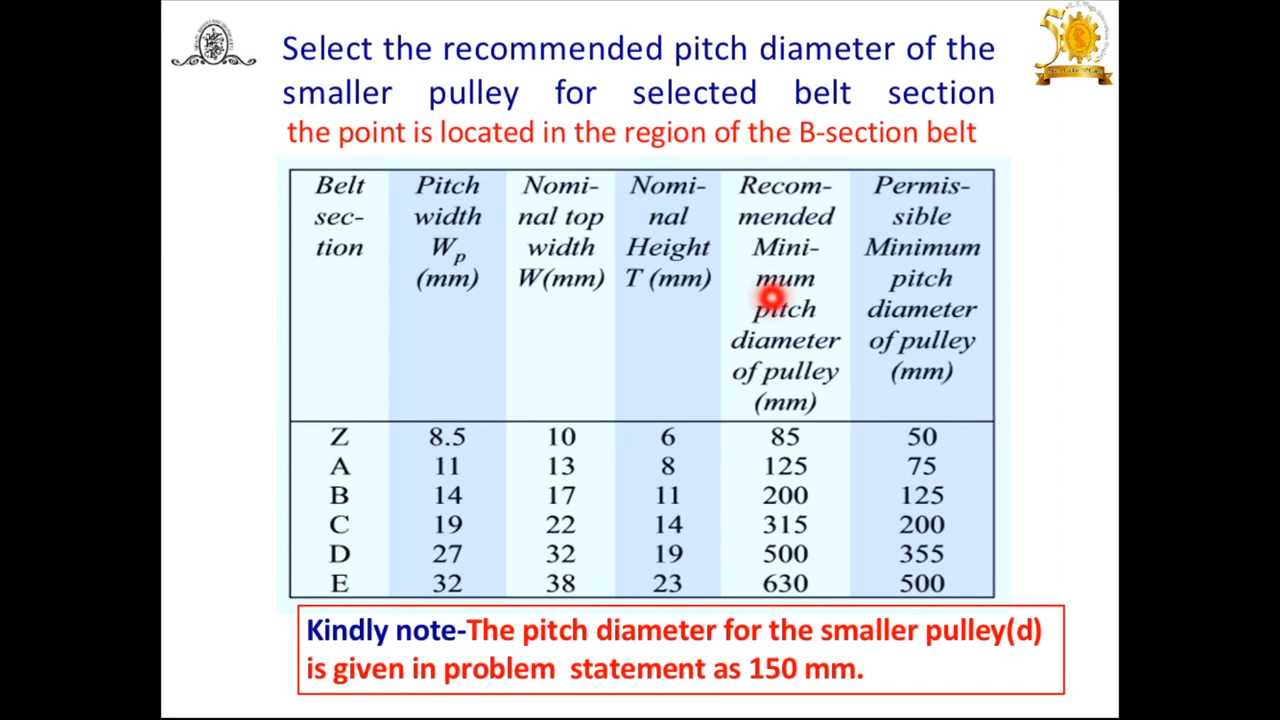 Select the recommended pitch diameter of the
smaller pulley for selected belt section
the point is located in the region of the B-section belt
Belt sec- tion
Pitch width Wp (mm)
Nomi- nal top width W(mm)
Nomi- nal Height T (mm)
Recom- mended Mini- mum pitch diameter of pulley (mm)
Permis- sible Minimum pitch diameter of pulley (mm)
Z 8.5 10 6 85 50
A 11 13 8 125 75
B 14 17 11 200 125
C 19 22 14 315 200
D 27 32 19 500 355
E 32 38 23 630 500
Kindly note-The pitch diameter for the smaller pulley(d)
is given in problem statement as 150 mm.